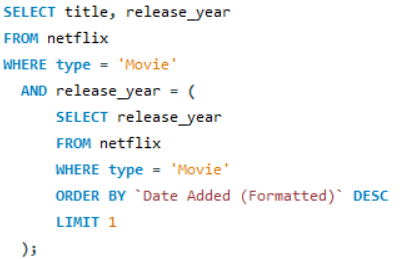 SELECT title, release_year
FROM netflix
WHERE type = 'Movie'
  AND release_year = (
      SELECT release_year
      FROM netflix
      WHERE type = 'Movie'
      ORDER BY `Date Added (Formatted)` DESC
      LIMIT 1
  );